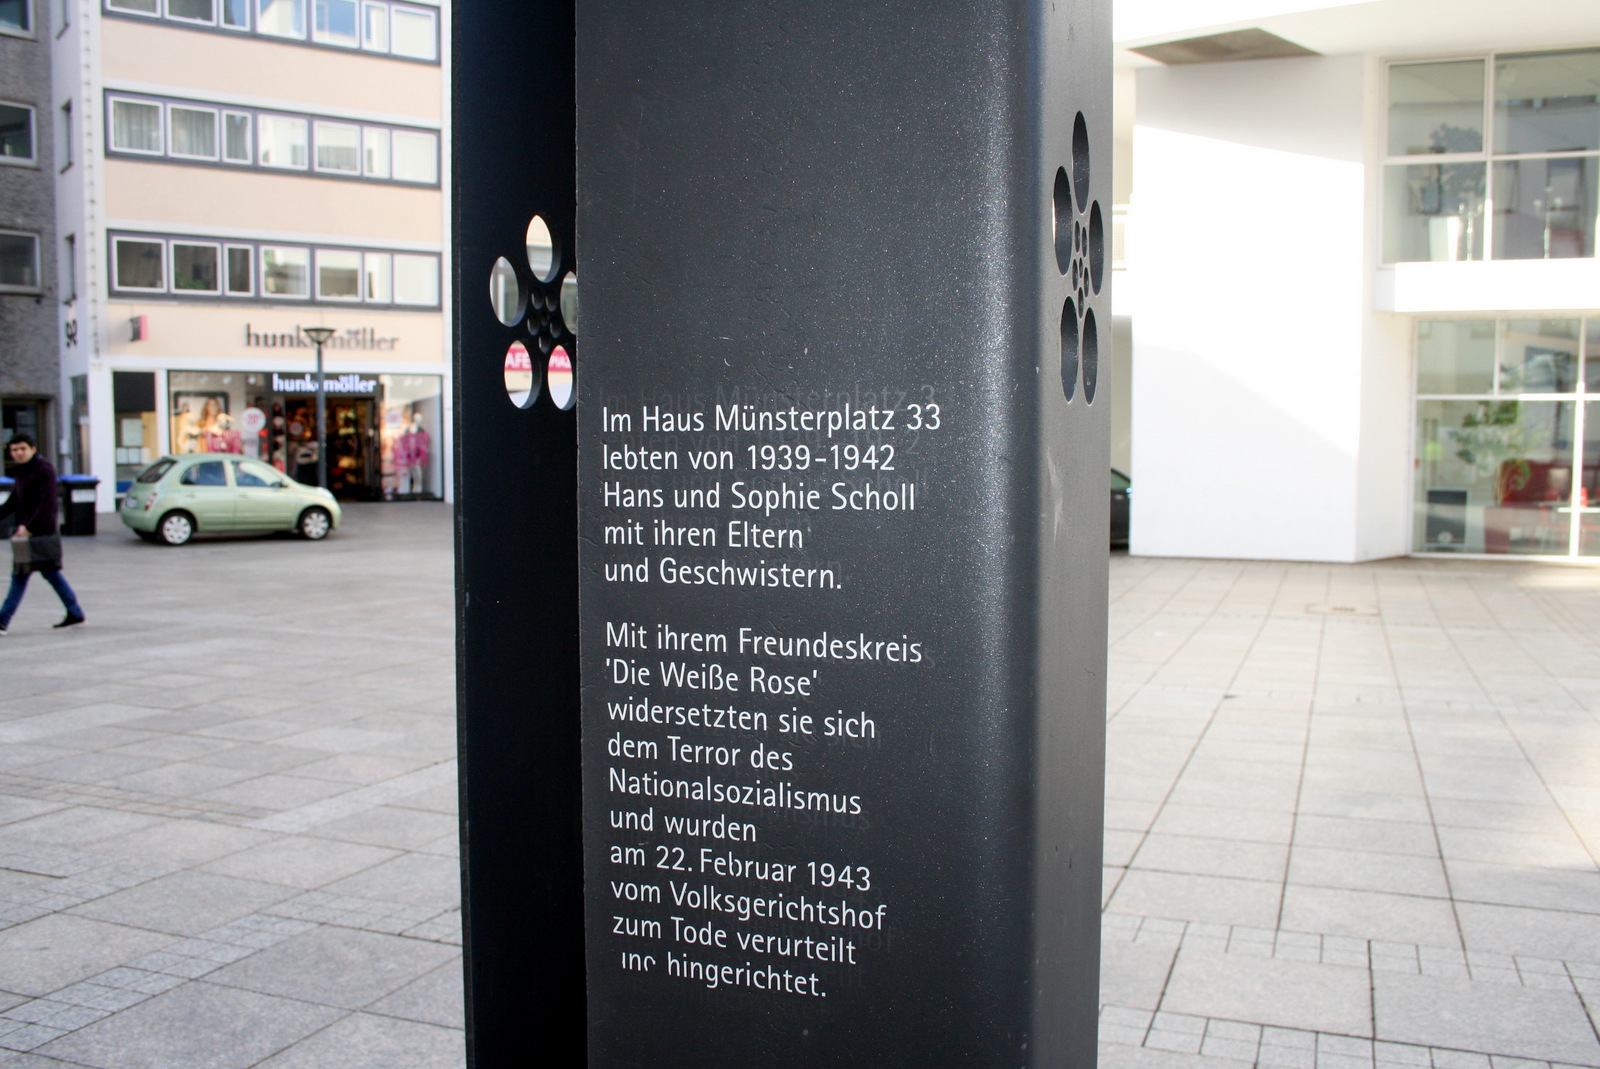 hunkemöller
hunkemöller
Im Haus Münsterplatz 33
lebten von 1939-1942
Hans und Sophie Scholl
mit ihren Eltern
und Geschwistern.
Mit ihrem Freundeskreis
'Die Weiße Rose'
widersetzten sie sich
dem Terror des
Nationalsozialismus
und wurden
am 22. Februar 1943
vom Volksgerichtshof
zum Tode verurteilt
und hingerichtet.